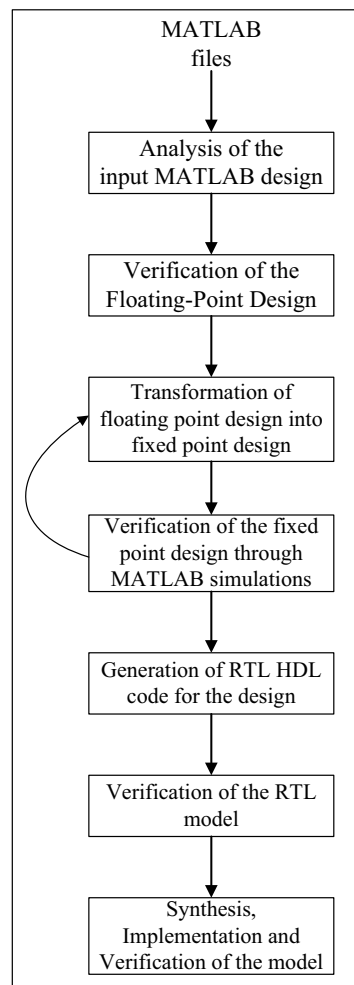 MATLAB
files
Analysis of the
input MATLAB design
Verification of the
Floating-Point Design
Transformation of
floating point design into
fixed point design
Verification of the fixed
point design through
MATLAB simulations
Generation of RTL HDL
code for the design
Verification of the RTL
model
Synthesis,
Implementation and
Verification of the model